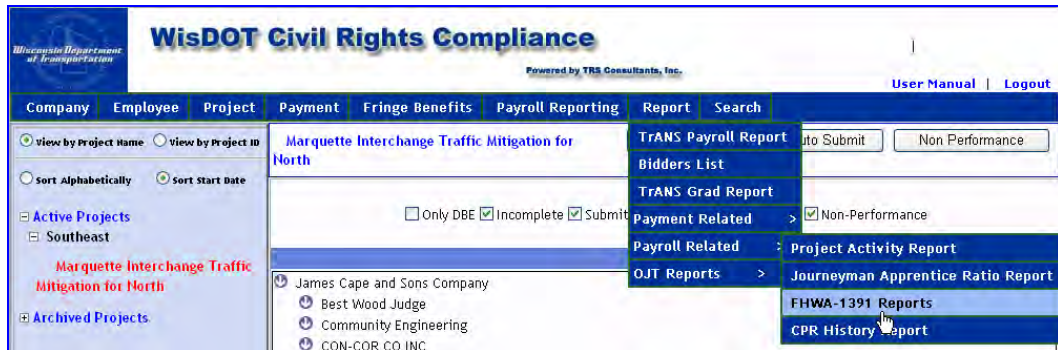 Wisconsin Department
of Transportation
WisDOT Civil Rights Compliance
Powered by TRS Consultants, Inc.
User Manual | Logout
Company Employee Project Payment Fringe Benefits Payroll Reporting Report Search
View by Project Name View by Project ID
Sort Alphabetically Sort Start Date
Active Projects
Southeast
Marquette Interchange Traffic
Mitigation for North
Archived Projects
Marquette Interchange Traffic Mitigation for
North
uto Submit Non Performance
Only DBE Incomplete Submit Non-Performance
TrANS Payroll Report
Bidders List
TrANS Grad Report
Payment Related >
Payroll Related >
OJT Reports >
Project Activity Report
Journeyman Apprentice Ratio Report
FHWA-1391 Reports
CPR History Report
James Cape and Sons Company
Best Wood Judge
Community Engineering
CON-COR CO INC